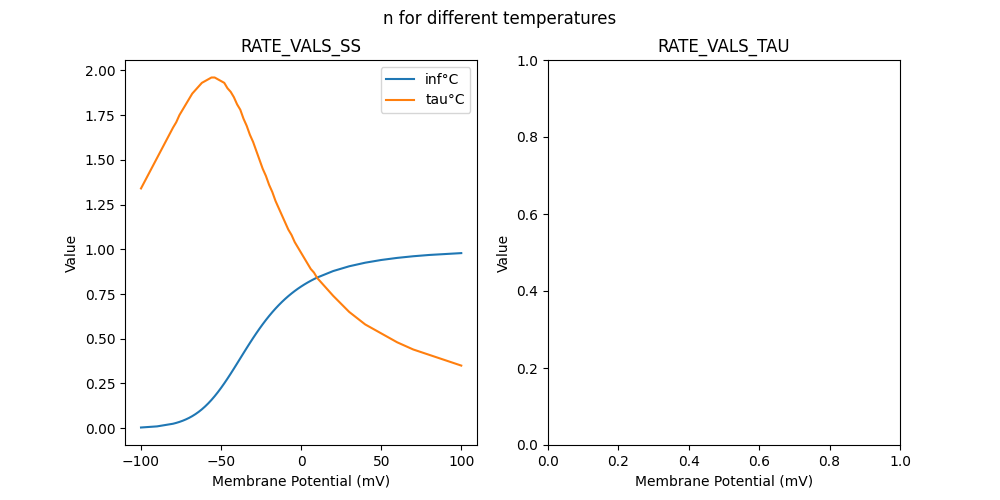 n for different temperatures
RATE_VALS_SS
RATE_VALS_TAU
2.00
1.75
1.50
1.25
1.00
0.75
0.50
0.25
0.00
Value
inf°C
tau°C
−100
−50
0
50
100
Membrane Potential (mV)
1.0
0.8
0.6
0.4
0.2
0.0
Value
0.0
0.2
0.4
0.6
0.8
1.0
Membrane Potential (mV)